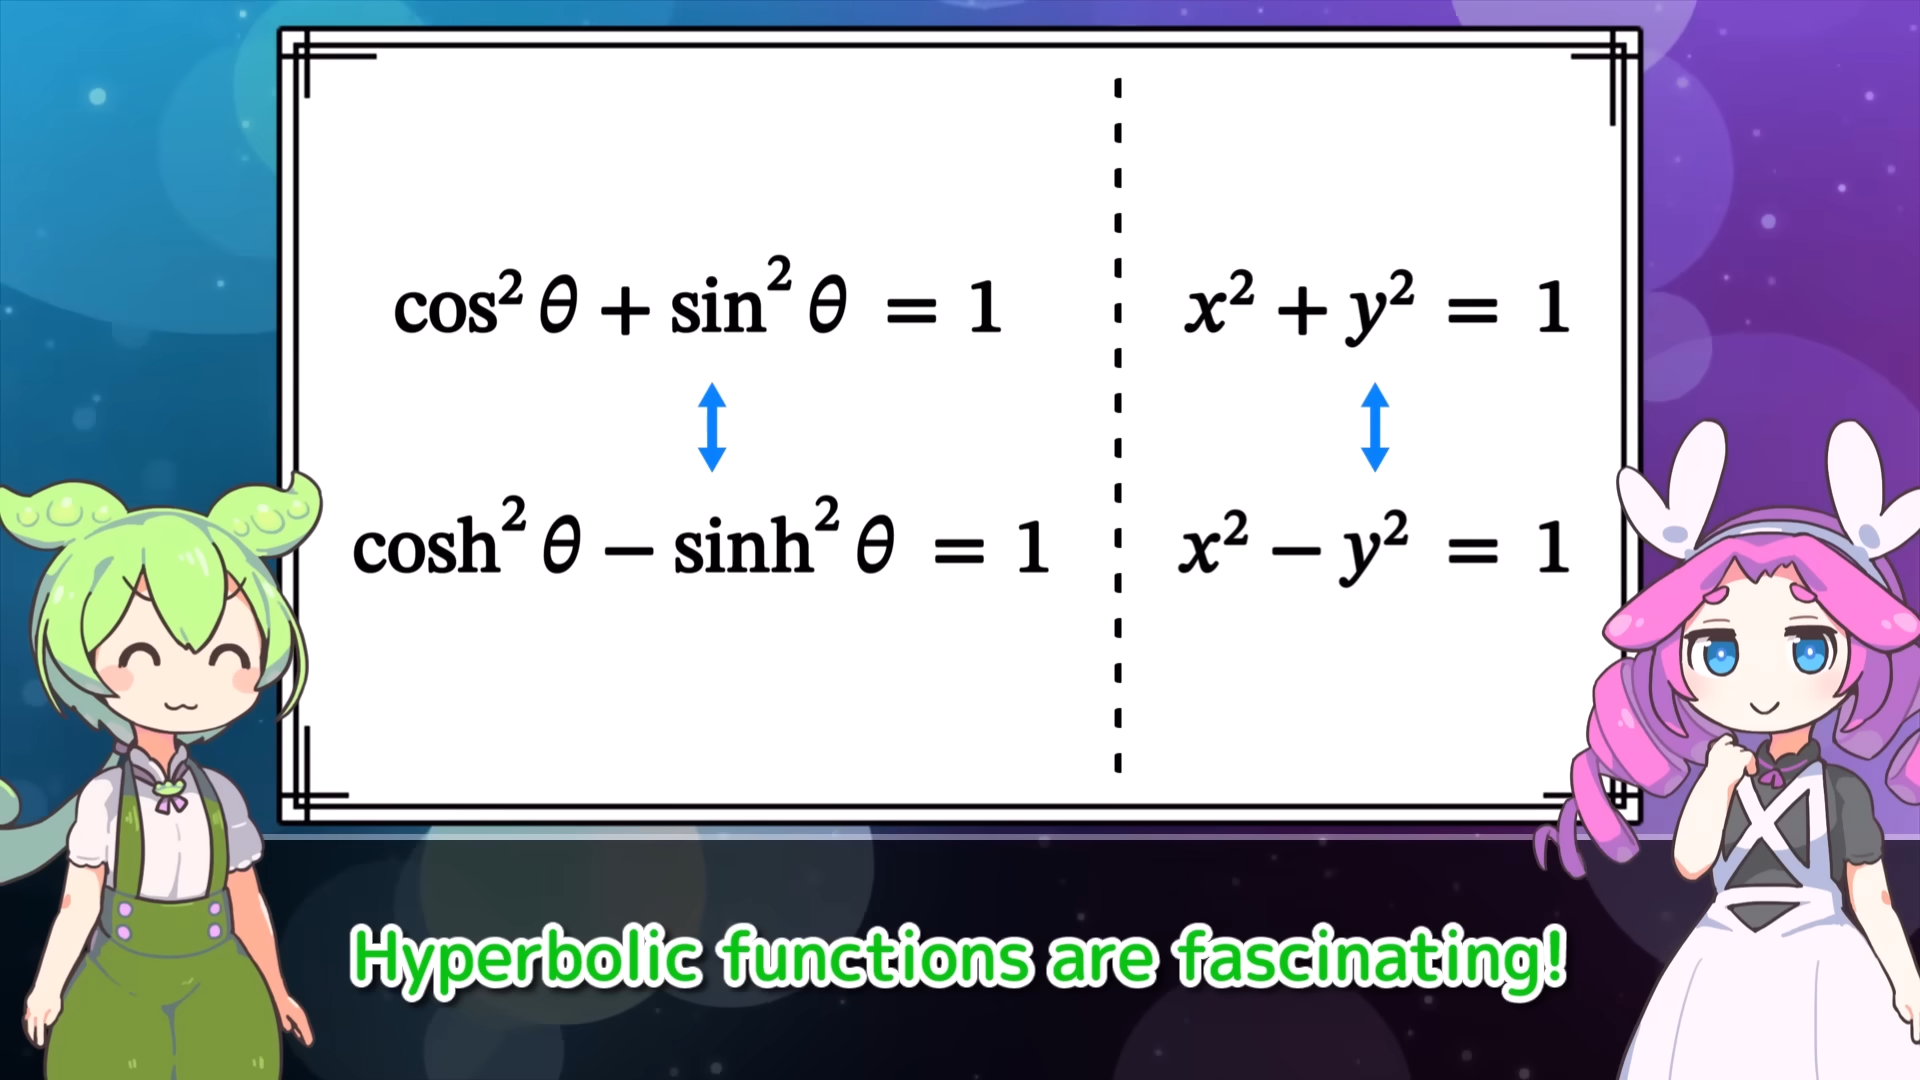 cos² θ + sin² θ = 1
x² + y² = 1
cosh² θ − sinh² θ = 1
x² − y² = 1
Hyperbolic functions are fascinating!